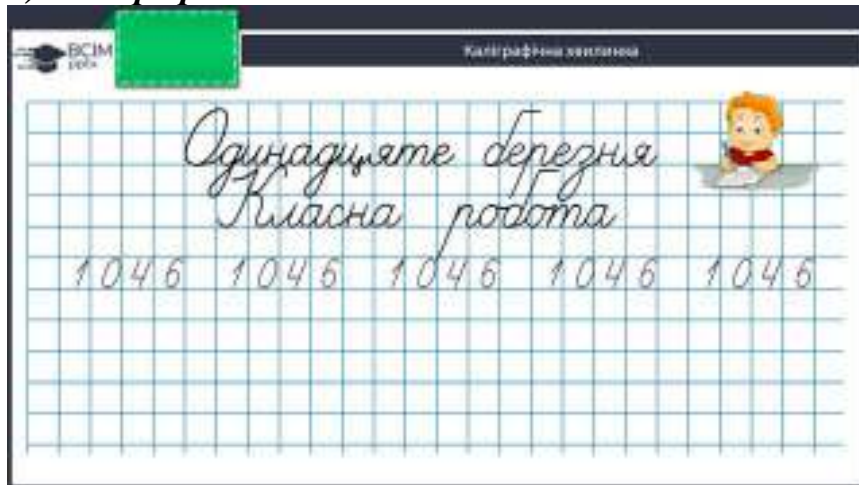 ВСІМ
pptx
Каліграфічна хвилинка
Одинадцяте березня
Класна робота
1 0 4 6 1 0 4 6 1 0 4 6 1 0 4 6 1 0 4 6